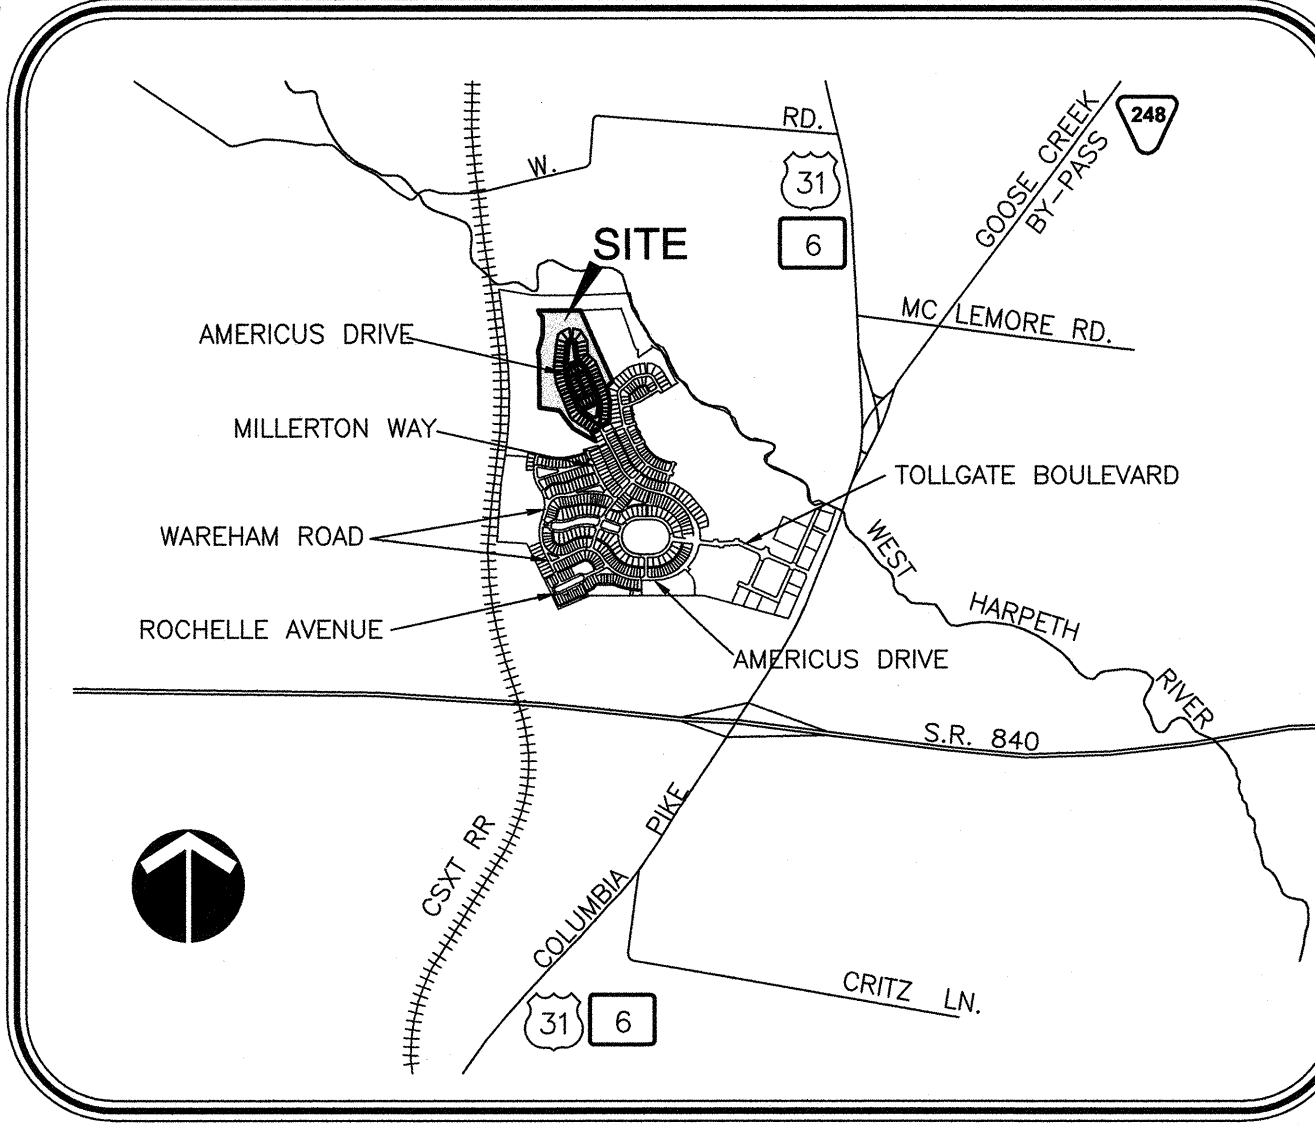 RD.
248
GOOSE CREEK
BY-PASS
W.
31
6
SITE
MC LEMORE RD.
AMERICUS DRIVE
MILLERTON WAY
TOLLGATE BOULEVARD
WAREHAM ROAD
WEST HARPETH RIVER
ROCHELLE AVENUE
AMERICUS DRIVE
S.R. 840
CSXT RR
COLUMBIA PIKE
CRITZ LN.
31
6